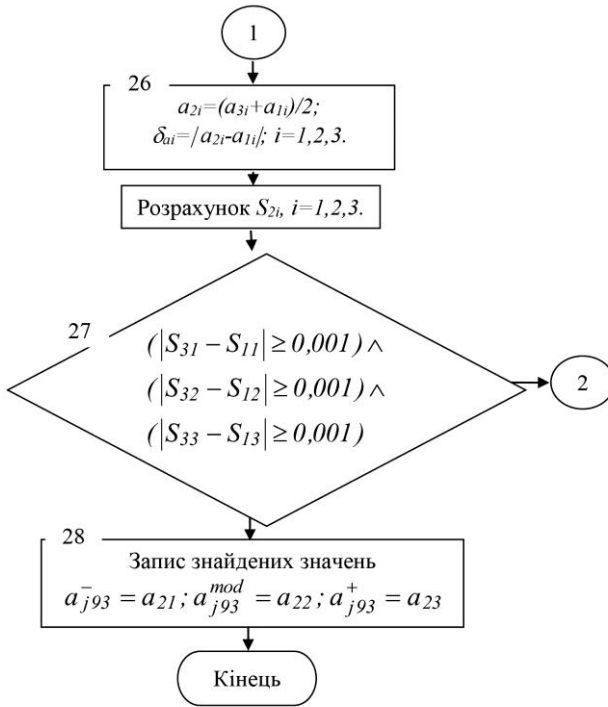 1
26
a₂ᵢ=(a₃ᵢ+a₁ᵢ)/2;
δₐᵢ=|a₂ᵢ-a₁ᵢ|; i=1,2,3.
Розрахунок S₂ᵢ, i=1,2,3.
27
(|S₃₁ − S₁₁| ≥ 0,001) ∧
(|S₃₂ − S₁₂| ≥ 0,001) ∧
(|S₃₃ − S₁₃| ≥ 0,001)
2
28
Запис знайдених значень
a⁻_{j93} = a₂₁; a^{mod}_{j93} = a₂₂; a⁺_{j93} = a₂₃
Кінець